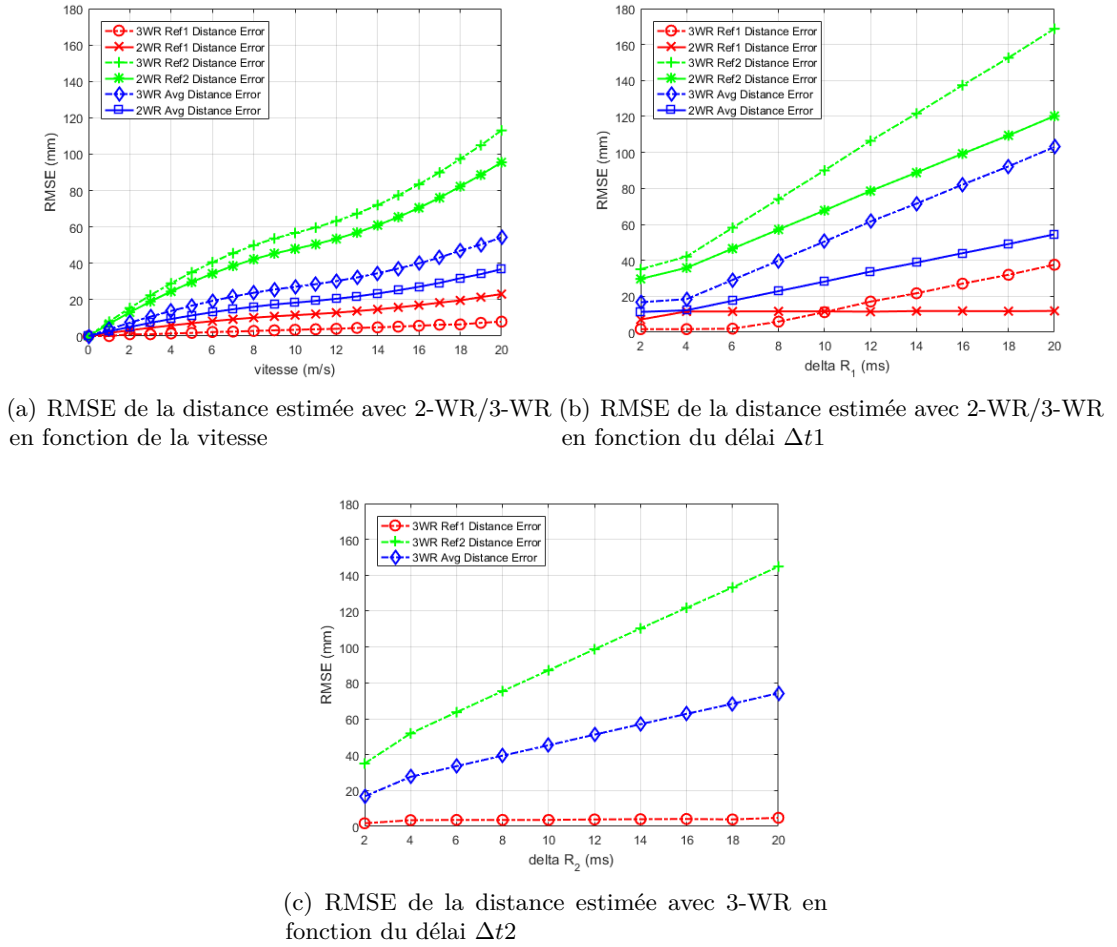 180
160
140
120
100
80
60
40
20
0
RMSE (mm)
3WR Ref1 Distance Error
2WR Ref1 Distance Error
3WR Ref2 Distance Error
2WR Ref2 Distance Error
3WR Avg Distance Error
2WR Avg Distance Error
0 2 4 6 8 10 12 14 16 18 20
vitesse (m/s)
180
160
140
120
100
80
60
40
20
0
RMSE (mm)
3WR Ref1 Distance Error
2WR Ref1 Distance Error
3WR Ref2 Distance Error
2WR Ref2 Distance Error
3WR Avg Distance Error
2WR Avg Distance Error
2 4 6 8 10 12 14 16 18 20
delta R1 (ms)
(a) RMSE de la distance estimée avec 2-WR/3-WR
en fonction de la vitesse
(b) RMSE de la distance estimée avec 2-WR/3-WR
en fonction du délai Δt1
180
160
140
120
100
80
60
40
20
0
RMSE (mm)
3WR Ref1 Distance Error
3WR Ref2 Distance Error
3WR Avg Distance Error
2 4 6 8 10 12 14 16 18 20
delta R2 (ms)
(c) RMSE de la distance estimée avec 3-WR en
fonction du délai Δt2